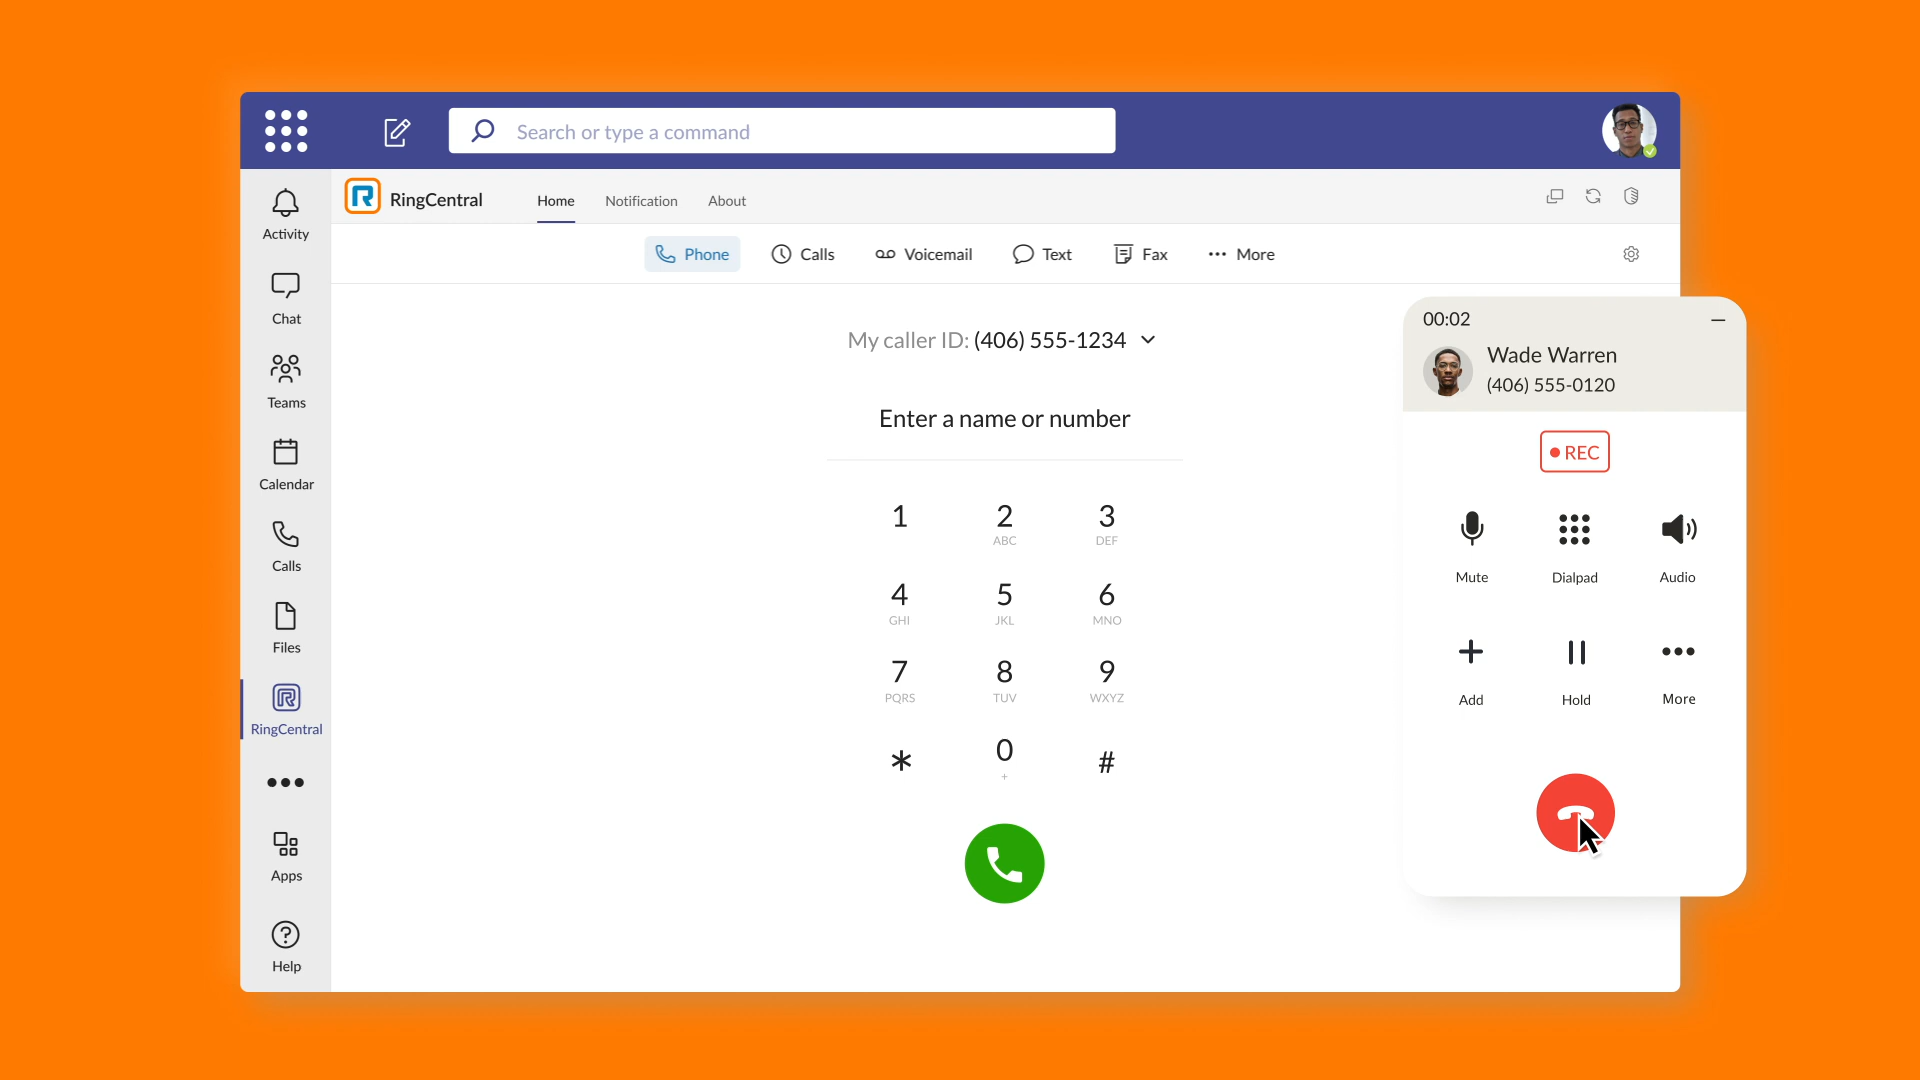 Search or type a command
RingCentral
Home Notification About
Phone Calls Voicemail Text Fax More
Activity
Chat
Teams
Calendar
Calls
Files
RingCentral
Apps
Help
My caller ID: (406) 555-1234
Enter a name or number
1 2 3
ABC DEF
4 5 6
GHI JKL MNO
7 8 9
PQRS TUV WXYZ
* 0 #
+
00:02
Wade Warren
(406) 555-0120
REC
Mute Dialpad Audio
Add Hold More